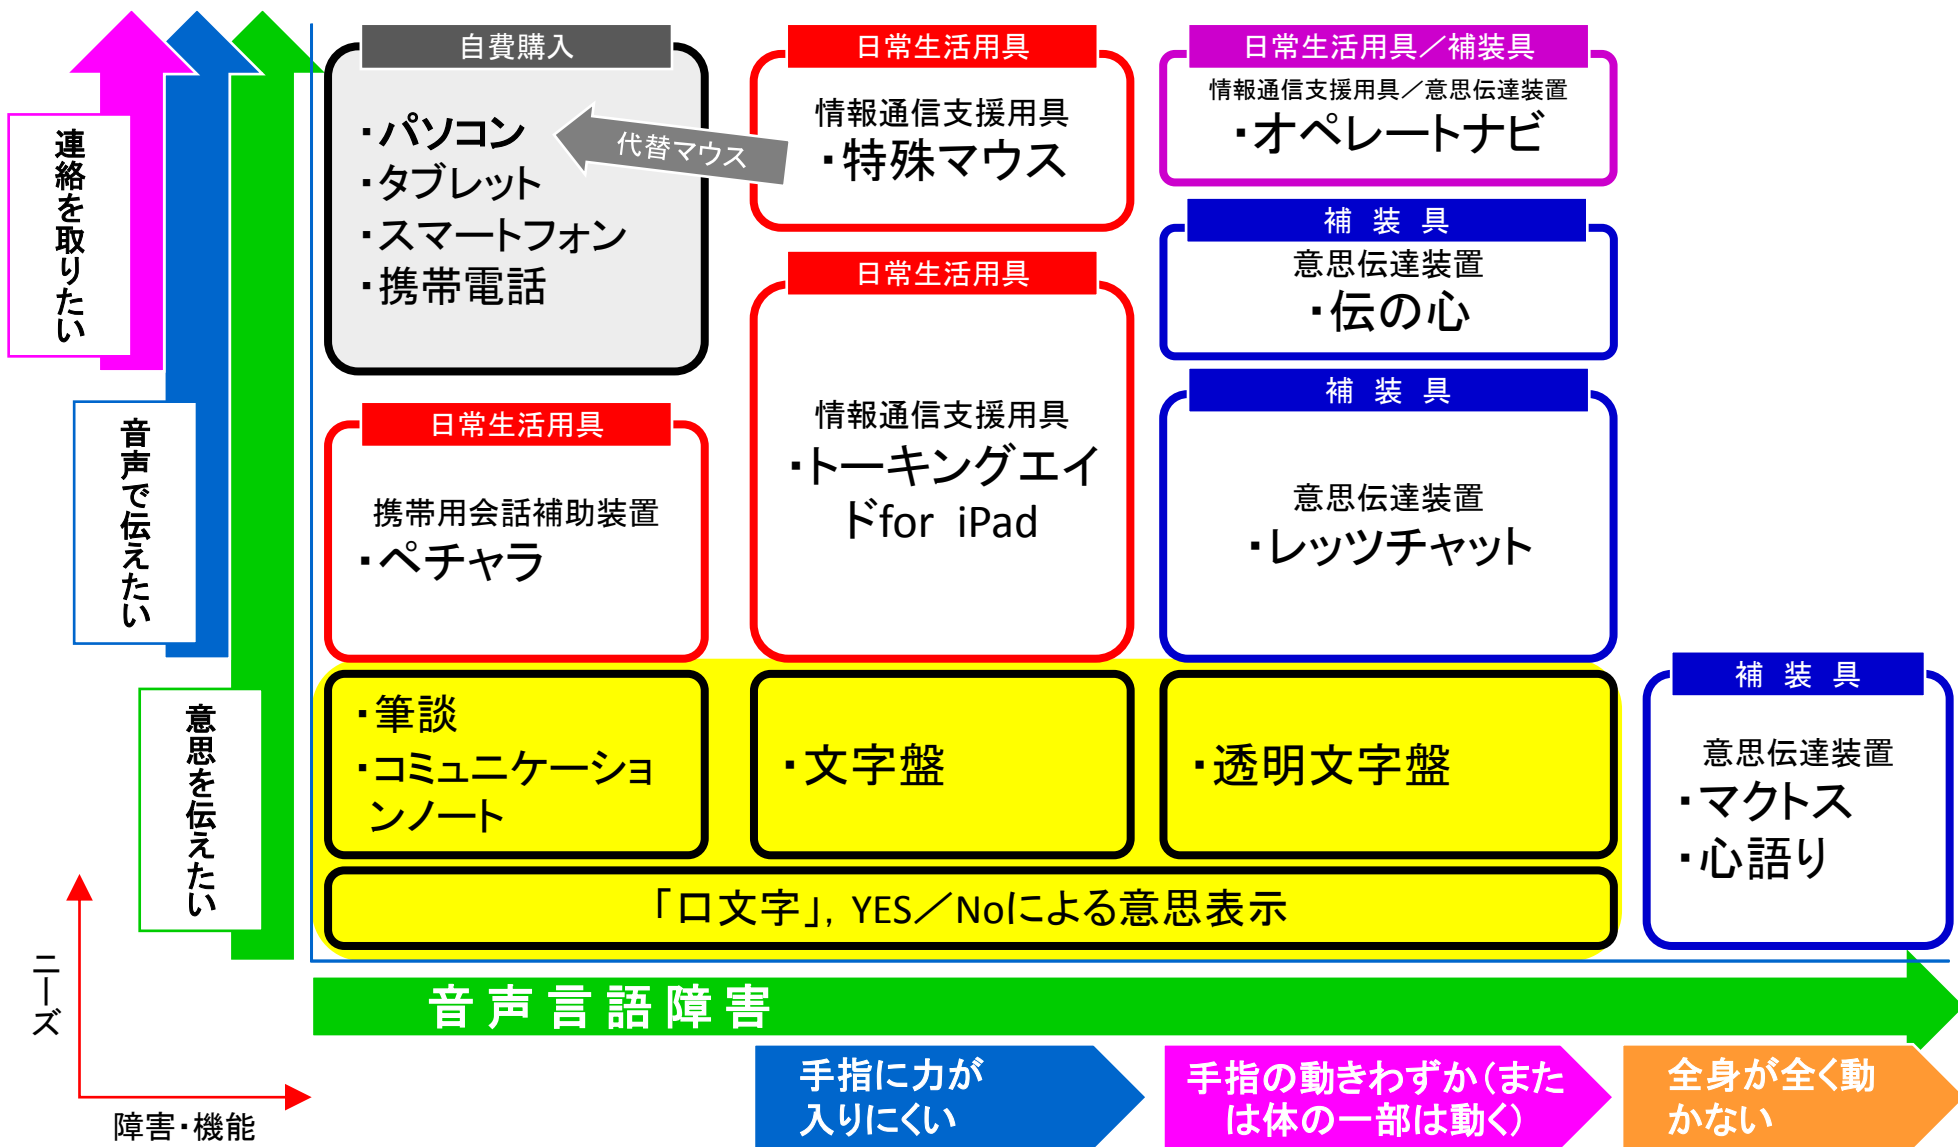 自費購入
・パソコン
・タブレット
・スマートフォン
・携帯電話
代替マウス
日常生活用具
情報通信支援用具
・特殊マウス
日常生活用具／補装具
情報通信支援用具／意思伝達装置
・オペレートナビ
補 装 具
意思伝達装置
・伝の心
日常生活用具
情報通信支援用具
・トーキングエイ
ドfor iPad
補 装 具
意思伝達装置
・レッツチャット
日常生活用具
携帯用会話補助装置
・ペチャラ
・筆談
・コミュニケーショ
ンノート
・文字盤
・透明文字盤
補 装 具
意思伝達装置
・マクトス
・心語り
「口文字」，YES／Noによる意思表示
連絡を取りたい
音声で伝えたい
意思を伝えたい
ニーズ
障害・機能
音声言語障害
手指に力が
入りにくい
手指の動きわずか（また
は体の一部は動く）
全身が全く動
かない